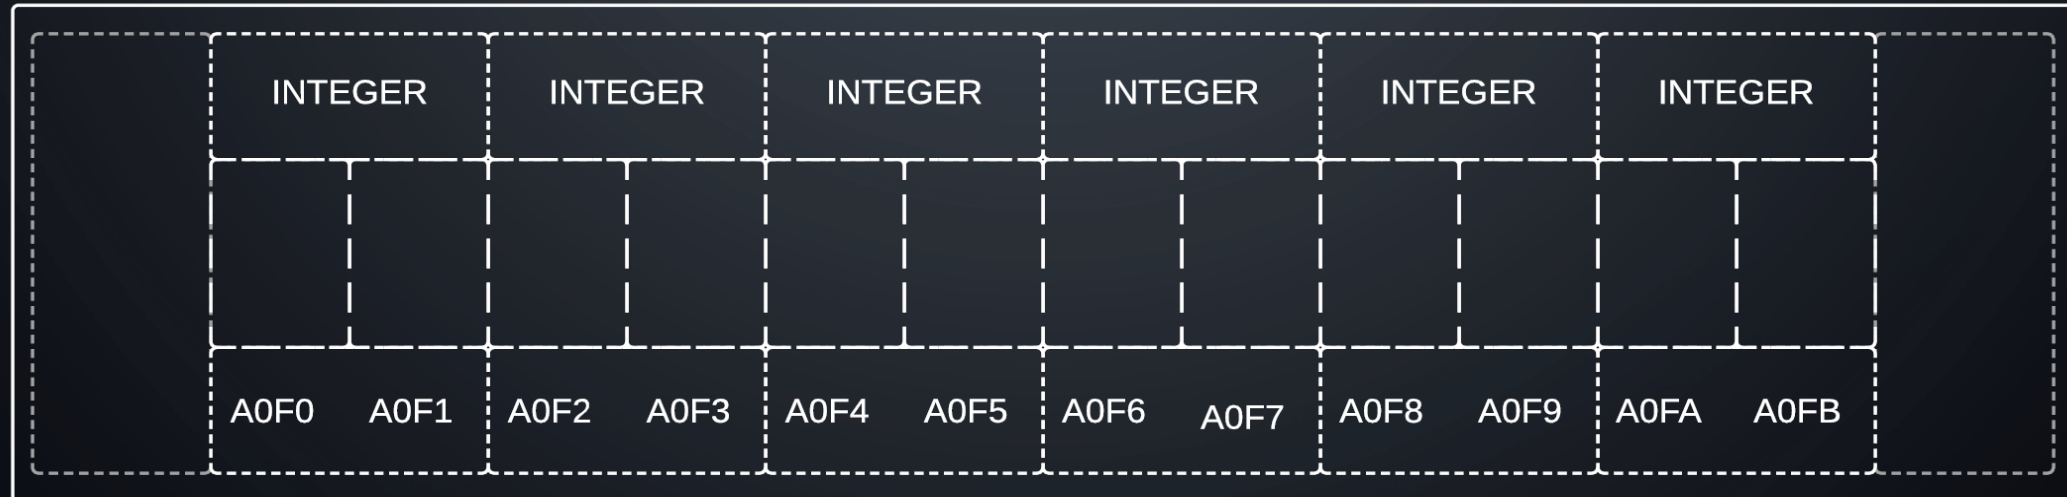 INTEGER INTEGER INTEGER INTEGER INTEGER INTEGER
A0F0 A0F1 A0F2 A0F3 A0F4 A0F5 A0F6 A0F7 A0F8 A0F9 A0FA A0FB